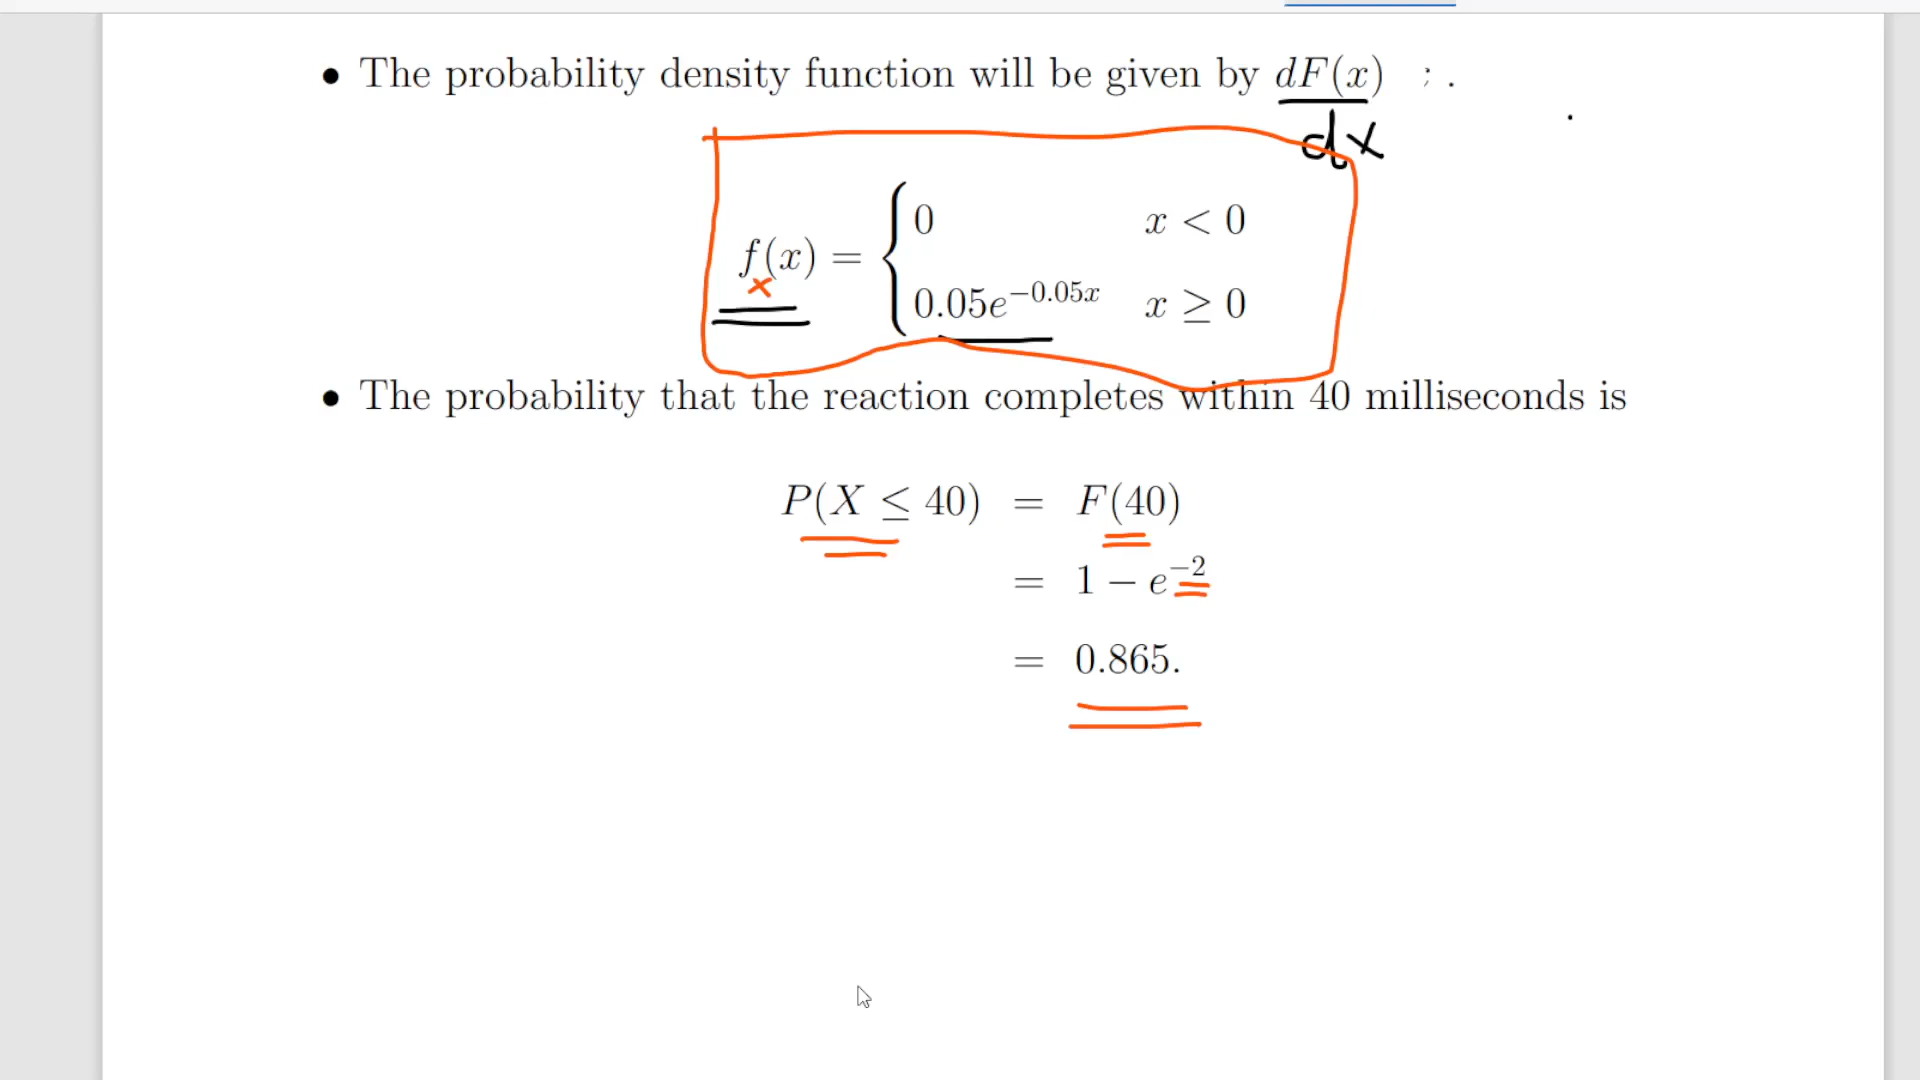 • The probability density function will be given by dF(x) .
dx
f(x) = { 0 x < 0
x
0.05e^{-0.05x} x ≥ 0
• The probability that the reaction completes within 40 milliseconds is
P(X ≤ 40) = F(40)
= 1 − e^{−2}
= 0.865.